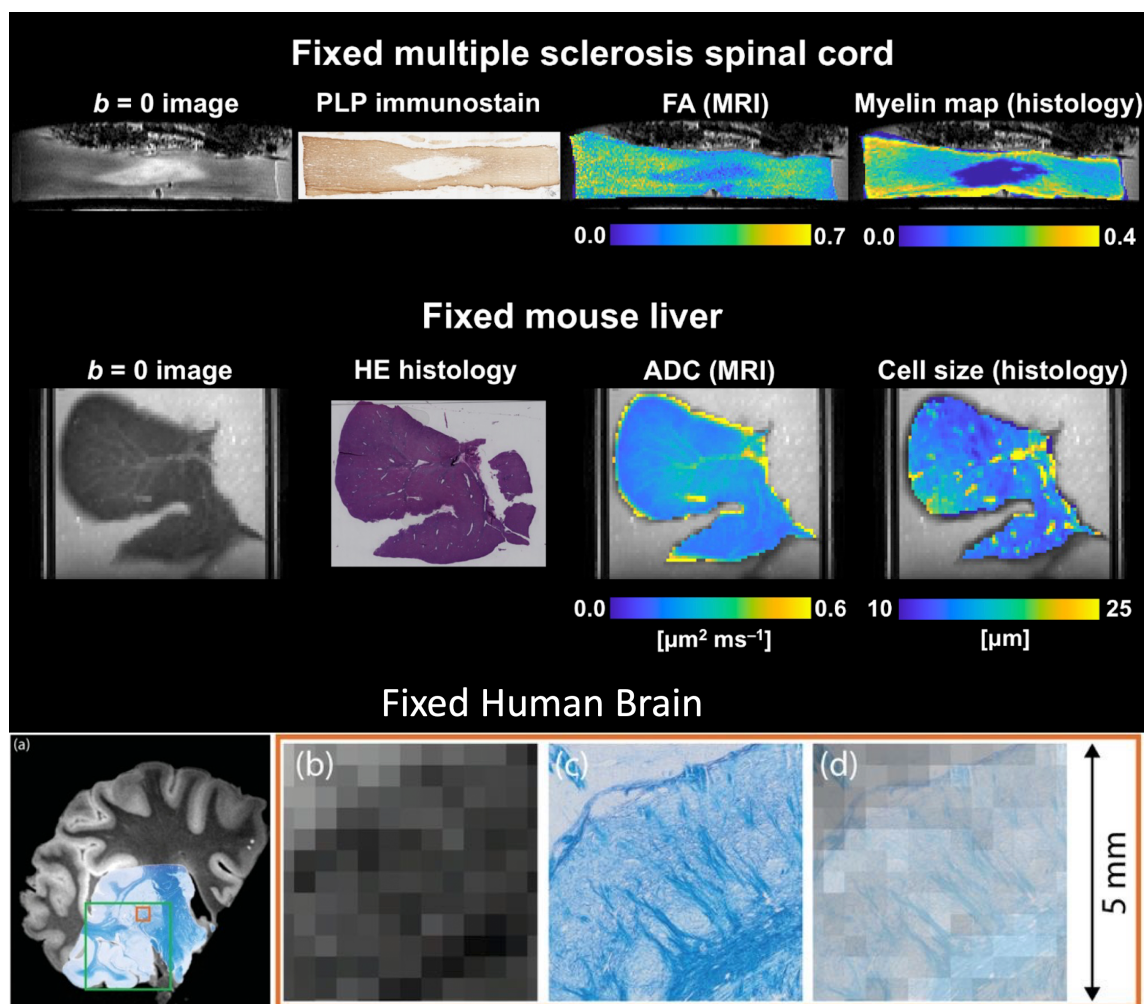 Fixed multiple sclerosis spinal cord
b = 0 image PLP immunostain FA (MRI) Myelin map (histology)
0.0 0.7 0.0 0.4
Fixed mouse liver
b = 0 image HE histology ADC (MRI) Cell size (histology)
0.0 0.6 10 25
[µm² ms⁻¹] [µm]
Fixed Human Brain
(a) (b) (c) (d)
5 mm